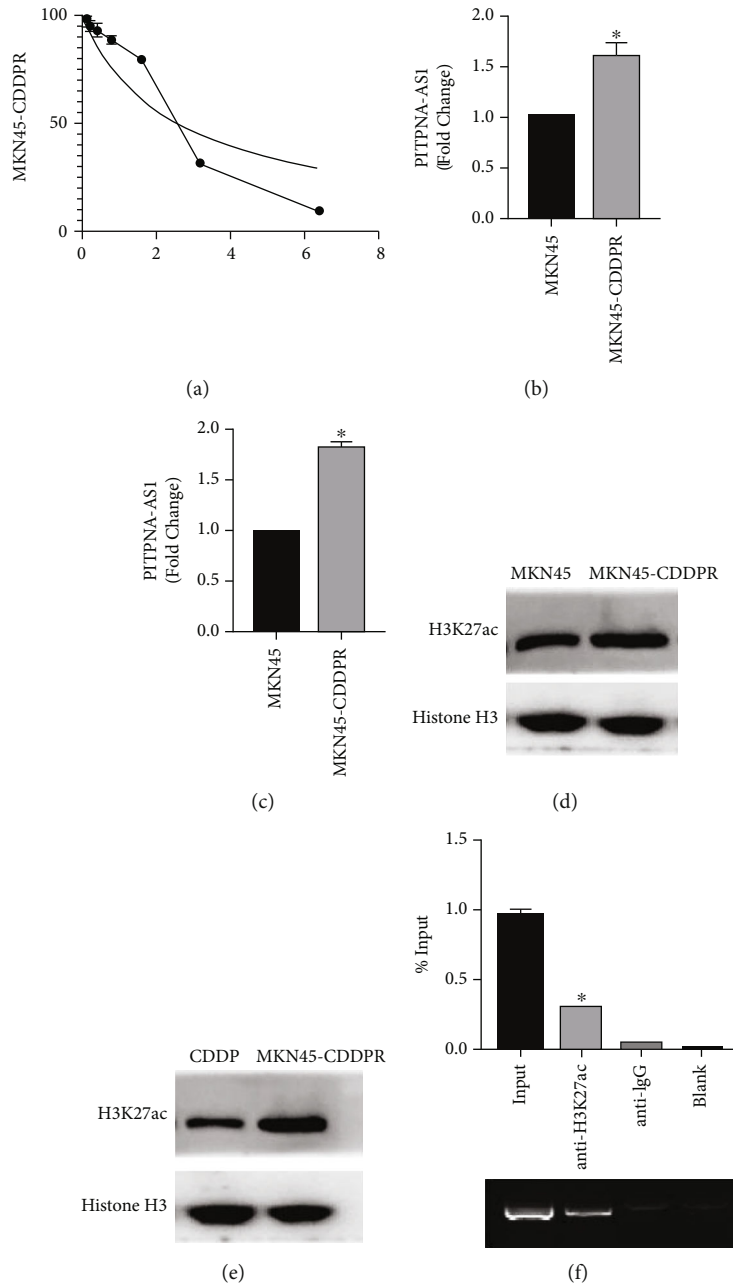 MKN45-CDDPR
100
50
0
0 2 4 6 8
(a)
PITPNA-AS1
(Fold Change)
2.0
1.5
1.0
0.5
0.0
*
MKN45
MKN45-CDDPR
(b)
PITPNA-AS1
(Fold Change)
2.0
1.5
1.0
0.5
0.0
*
MKN45
MKN45-CDDPR
(c)
MKN45 MKN45-CDDPR
H3K27ac
Histone H3
(d)
CDDP MKN45-CDDPR
H3K27ac
Histone H3
(e)
% Input
1.5
1.0
0.5
0.0
*
Input
anti-H3K27ac
anti-IgG
Blank
(f)